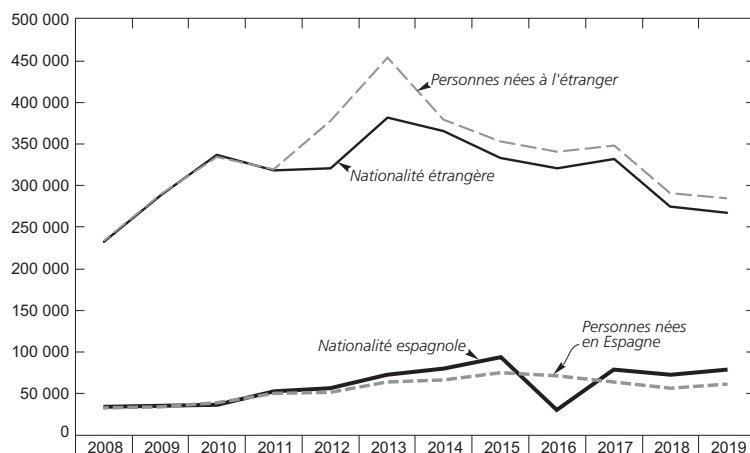 500 000
450 000
400 000
350 000
300 000
250 000
200 000
150 000
100 000
50 000
0
Personnes nées à l'étranger
Nationalité étrangère
Nationalité espagnole
Personnes nées
en Espagne
2008 2009 2010 2011 2012 2013 2014 2015 2016 2017 2018 2019